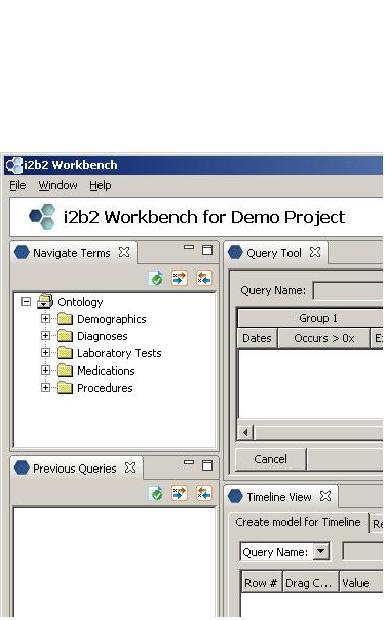 i2b2 Workbench
File Window Help
i2b2 Workbench for Demo Project
Navigate Terms
Ontology
Demographics
Diagnoses
Laboratory Tests
Medications
Procedures
Previous Queries
Query Tool
Query Name:
Group 1
Dates Occurs > 0x
Cancel
Timeline View
Create model for Timeline
Query Name:
Row # Drag C... Value